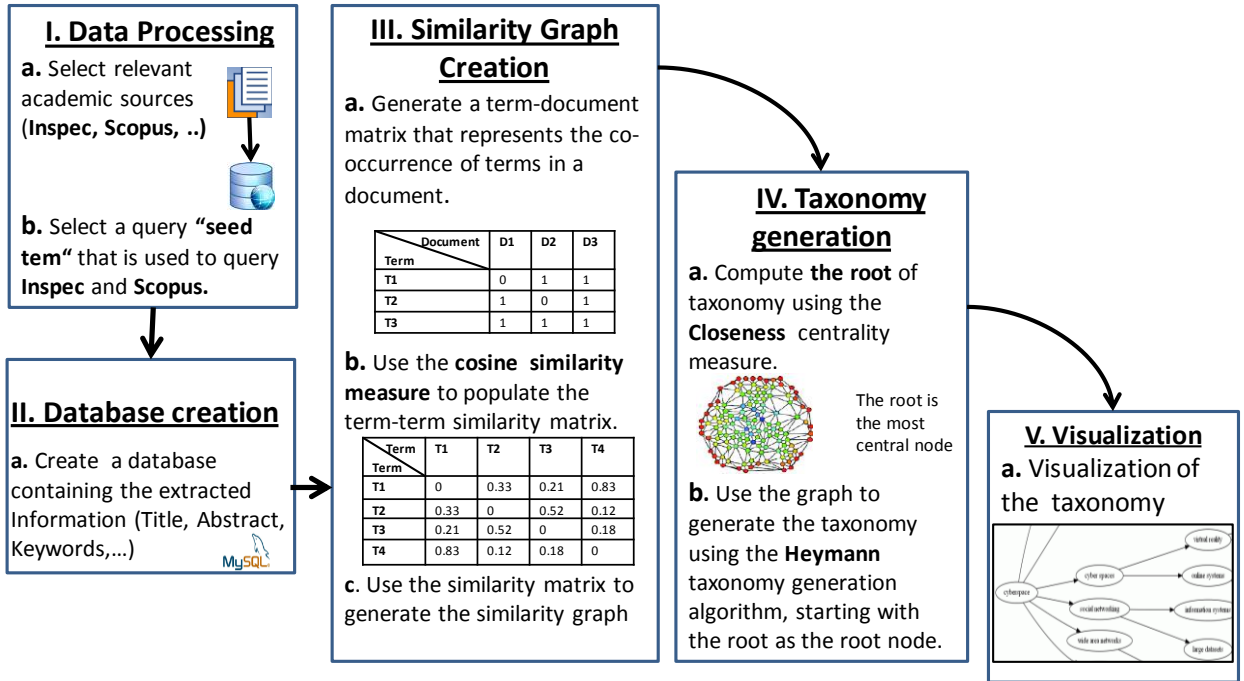 I. Data Processing
a. Select relevant
academic sources
(Inspec, Scopus, ..)
b. Select a query “seed
tem“ that is used to query
Inspec and Scopus.
II. Database creation
a. Create a database
containing the extracted
Information (Title, Abstract,
Keywords,...)
MySQL
III. Similarity Graph
Creation
a. Generate a term-document
matrix that represents the co-
occurrence of terms in a
document.
Document D1 D2 D3
Term
T1 0 1 1
T2 1 0 1
T3 1 1 1
b. Use the cosine similarity
measure to populate the
term-term similarity matrix.
Term T1 T2 T3 T4
Term
T1 0 0.33 0.21 0.83
T2 0.33 0 0.52 0.12
T3 0.21 0.52 0 0.18
T4 0.83 0.12 0.18 0
c. Use the similarity matrix to
generate the similarity graph
IV. Taxonomy
generation
a. Compute the root of
taxonomy using the
Closeness centrality
measure.
The root is
the most
central node
b. Use the graph to
generate the taxonomy
using the Heymann
taxonomy generation
algorithm, starting with
the root as the root node.
V. Visualization
a. Visualization of
the taxonomy
virtual reality
cyber spaces
online systems
cyberspace
social networking
information systems
wide area networks
large datasets